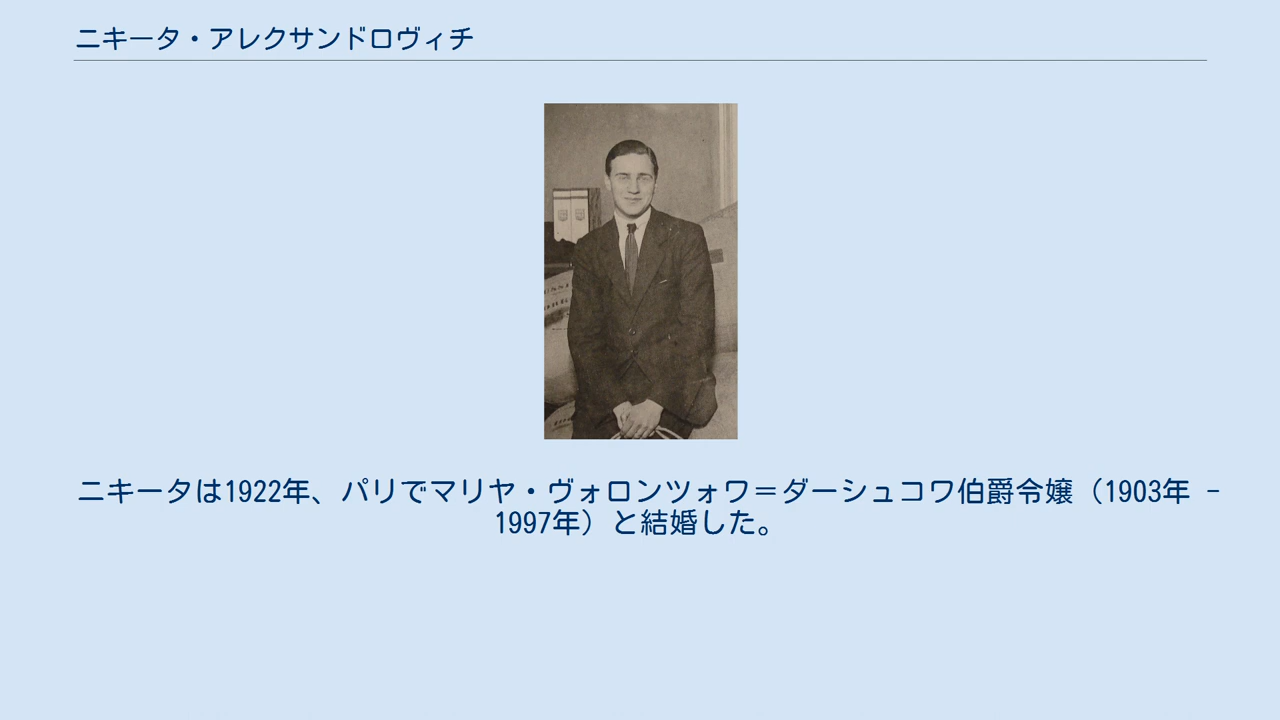 ニキータ・アレクサンドロヴィチ
ニキータは1922年、パリでマリヤ・ヴォロンツォワ＝ダーシュコワ伯爵令嬢（1903年 -
1997年）と結婚した。